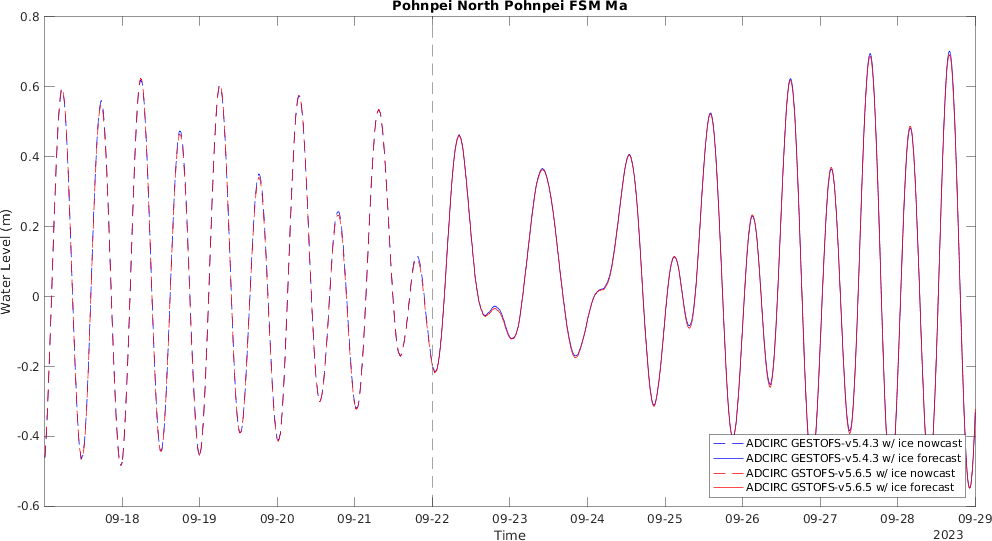 Pohnpei North Pohnpei FSM Ma
Water Level (m)
0.8
0.6
0.4
0.2
0
-0.2
-0.4
-0.6
ADCIRC GESTOFS-v5.4.3 w/ ice nowcast
ADCIRC GESTOFS-v5.4.3 w/ ice forecast
ADCIRC GSTOFS-v5.6.5 w/ ice nowcast
ADCIRC GSTOFS-v5.6.5 w/ ice forecast
09-18 09-19 09-20 09-21 09-22 09-23 09-24 09-25 09-26 09-27 09-28 09-29
Time
2023